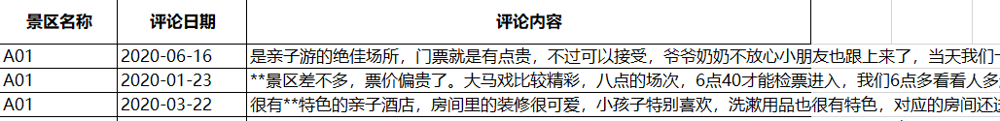 景区名称 评论日期 评论内容
A01 2020-06-16 是亲子游的绝佳场所，门票就是有点贵，不过可以接受，爷爷奶奶不放心小朋友也跟上来了，当天我们一
A01 2020-01-23 **景区差不多，票价偏贵了。大马戏比较精彩，八点的场次，6点40才能检票进入，我们6点多看看人多
A01 2020-03-22 很有**特色的亲子酒店，房间里的装修很可爱，小孩子特别喜欢，洗漱用品也很有特色，对应的房间还